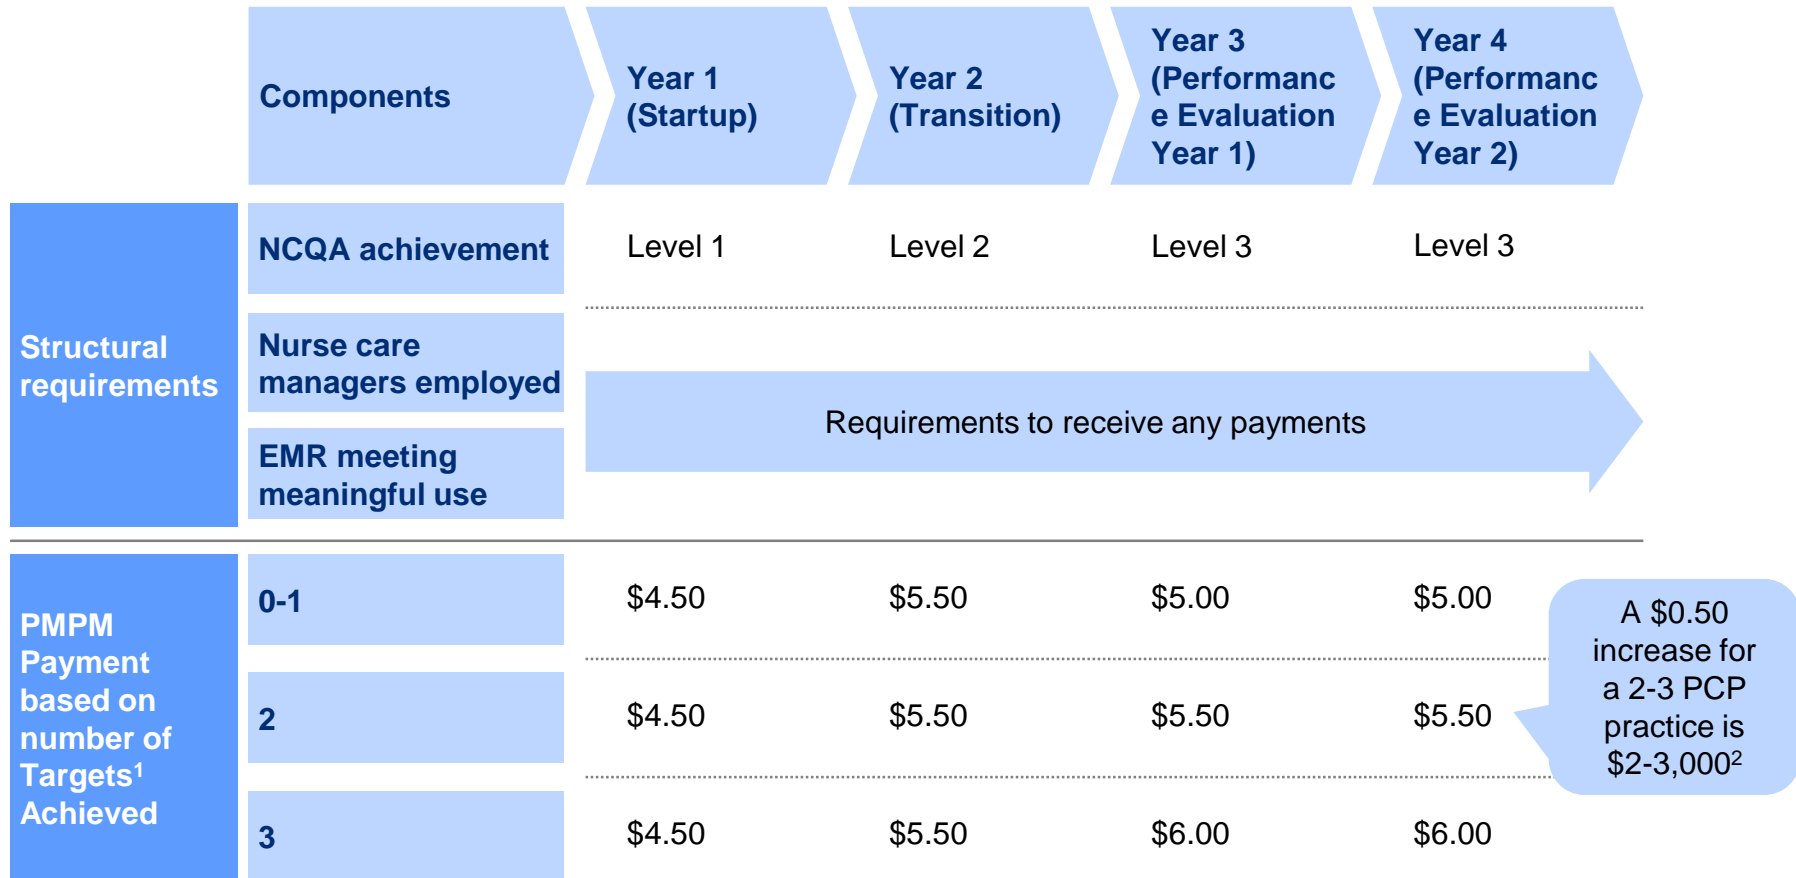 Components
Year 1
(Startup)
Year 2
(Transition)
Year 3
(Performanc
e Evaluation
Year 1)
Year 4
(Performanc
e Evaluation
Year 2)
Structural
requirements
NCQA achievement
Level 1
Level 2
Level 3
Level 3
Nurse care
managers employed
EMR meeting
meaningful use
Requirements to receive any payments
PMPM
Payment
based on
number of
Targets¹
Achieved
0-1
$4.50
$5.50
$5.00
$5.00
2
$4.50
$5.50
$5.50
$5.50
3
$4.50
$5.50
$6.00
$6.00
A $0.50
increase for
a 2-3 PCP
practice is
$2-3,000²